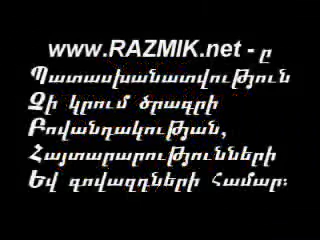 www.RAZMIK.net - ը
Պատասխանատվություն
Չի կրում ծրագրի
Բովանդակության,
Հայտարարությունների
Եվ գովազդների Համար: